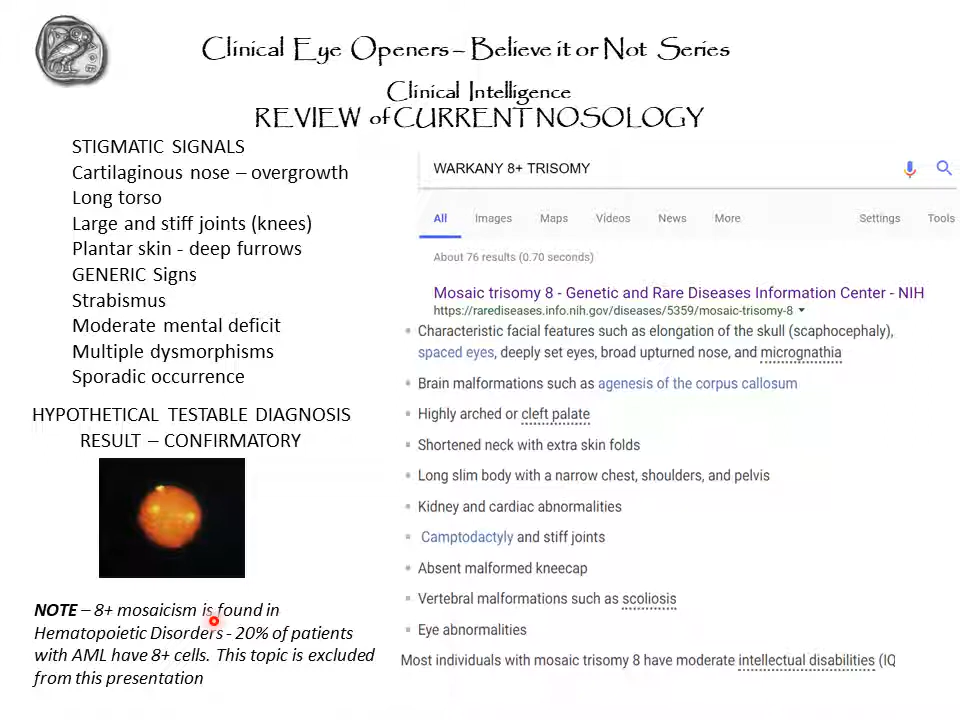 Clinical Eye Openers – Believe it or Not Series
Clinical Intelligence
REVIEW of CURRENT NOSOLOGY
STIGMATIC SIGNALS
Cartilaginous nose – overgrowth
Long torso
Large and stiff joints (knees)
Plantar skin - deep furrows
GENERIC Signs
Strabismus
Moderate mental deficit
Multiple dysmorphisms
Sporadic occurrence
HYPOTHETICAL TESTABLE DIAGNOSIS
RESULT – CONFIRMATORY
NOTE – 8+ mosaicism is found in
Hematopoietic Disorders - 20% of patients
with AML have 8+ cells. This topic is excluded
from this presentation
WARKANY 8+ TRISOMY
All Images Maps Videos News More Settings Tools
About 76 results (0.70 seconds)
Mosaic trisomy 8 - Genetic and Rare Diseases Information Center - NIH
https://rarediseases.info.nih.gov/diseases/5359/mosaic-trisomy-8
Characteristic facial features such as elongation of the skull (scaphocephaly),
spaced eyes, deeply set eyes, broad upturned nose, and micrognathia
Brain malformations such as agenesis of the corpus callosum
Highly arched or cleft palate
Shortened neck with extra skin folds
Long slim body with a narrow chest, shoulders, and pelvis
Kidney and cardiac abnormalities
Camptodactyly and stiff joints
Absent malformed kneecap
Vertebral malformations such as scoliosis
Eye abnormalities
Most individuals with mosaic trisomy 8 have moderate intellectual disabilities (IQ